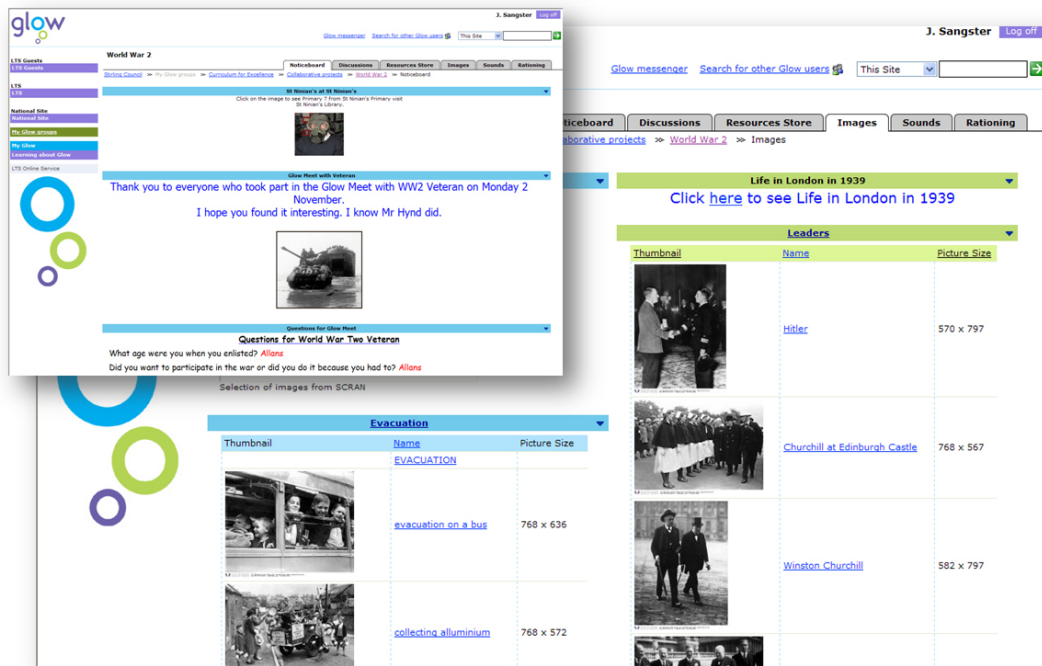 glow
J. Sangster Log off
Glow messenger Search for other Glow users This Site
LTS Guests
LTS Guests
LTS
LTS
National Site
National Site
My Glow groups
My Glow
Learning about Glow
LTS Online Service
World War 2
Noticeboard Discussions Resources Store Images Sounds Rationing
Stirling Council >> My Glow groups >> Curriculum for Excellence >> Collaborative projects >> World War 2 >> Noticeboard
St Ninian's at St Ninian's
Click on the image to see Primary 7 from St Ninian's Primary visit
St Ninian's Library.
Glow Meet with Veteran
Thank you to everyone who took part in the Glow Meet with WW2 Veteran on Monday 2
November.
I hope you found it interesting. I know Mr Hynd did.
Questions for Glow Meet
Questions for World War Two Veteran
What age were you when you enlisted? Allans
Did you want to participate in the war or did you do it because you had to? Allans
J. Sangster Log off
Glow messenger Search for other Glow users This Site
ticeboard Discussions Resources Store Images Sounds Rationing
aborative projects >> World War 2 >> Images
Selection of images from SCRAN
Evacuation
Thumbnail Name Picture Size
EVACUATION
evacuation on a bus 768 x 636
collecting alluminium 768 x 572
Life in London in 1939
Click here to see Life in London in 1939
Leaders
Thumbnail Name Picture Size
Hitler 570 x 797
Churchill at Edinburgh Castle 768 x 567
Winston Churchill 582 x 797